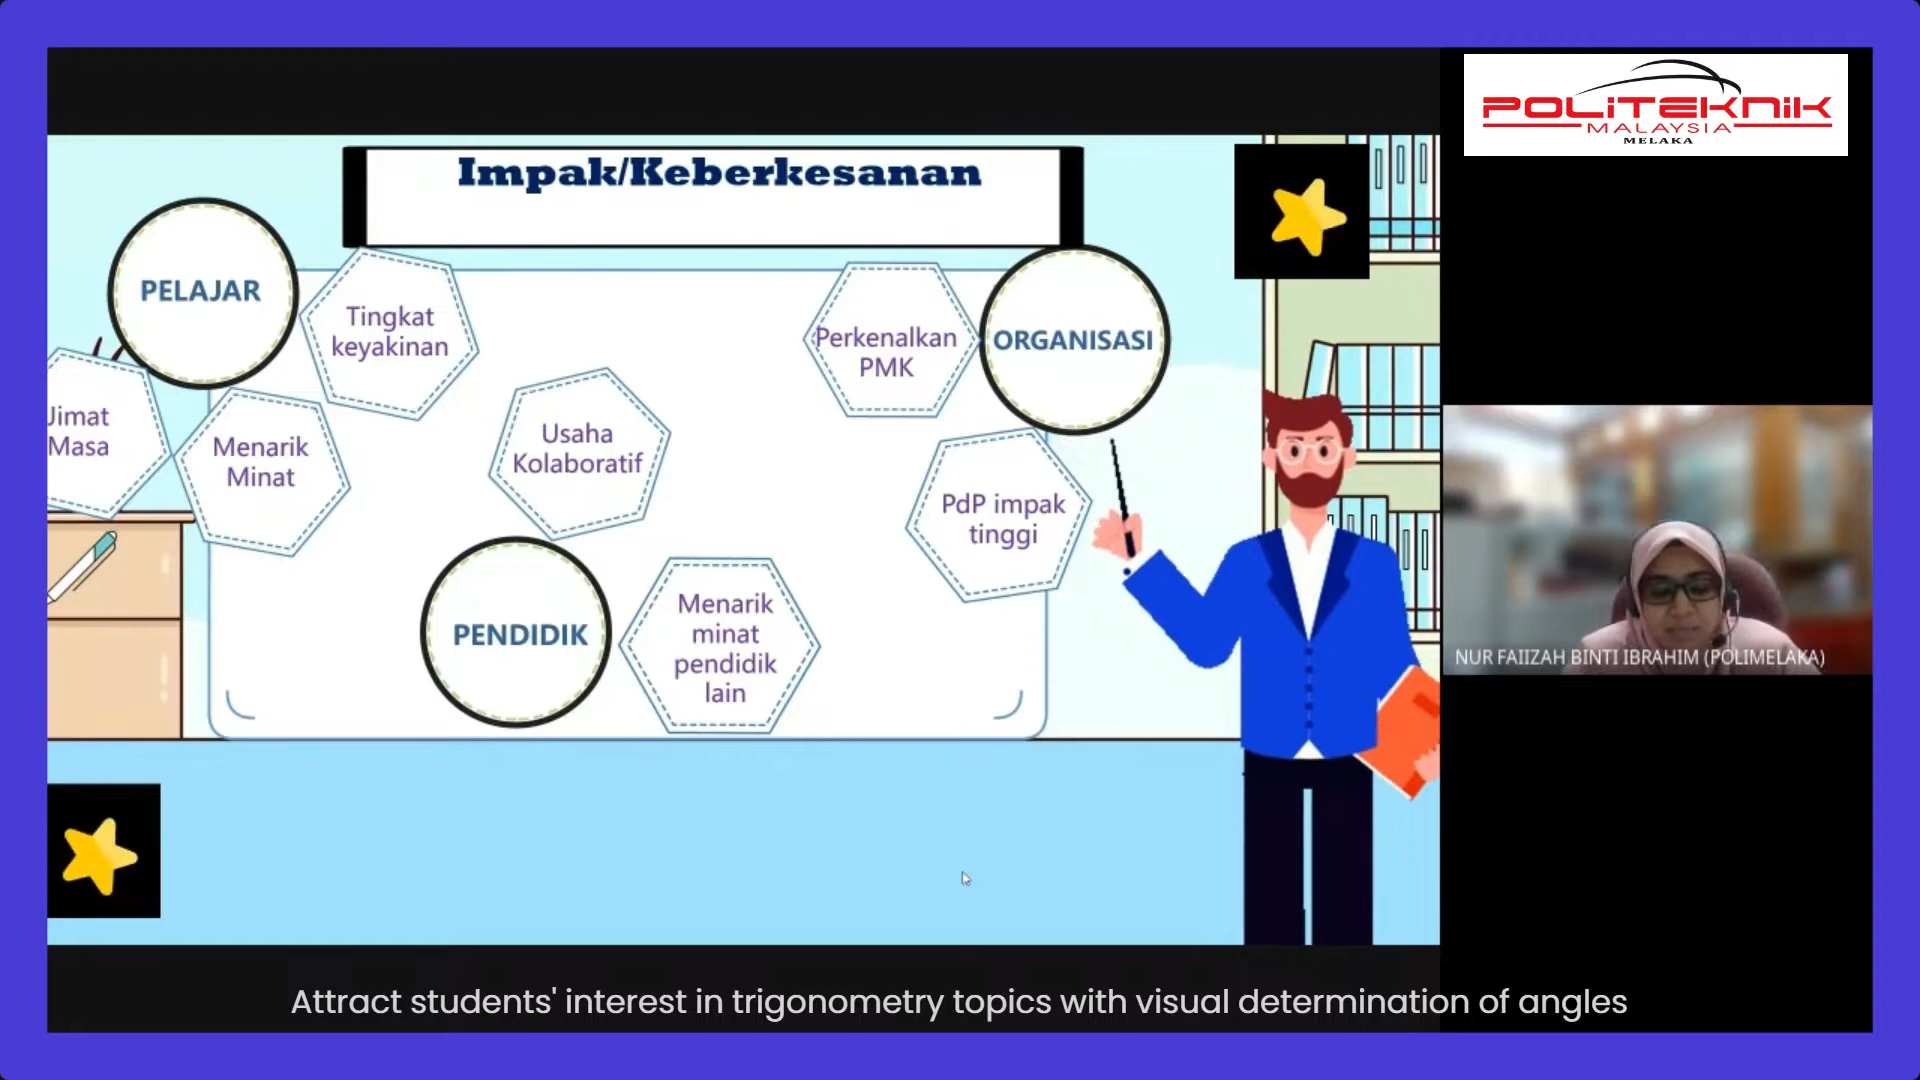 POLITEKNIK
MALAYSIA
MELAKA
Impak/Keberkesanan
PELAJAR
Tingkat
keyakinan
Jimat
Masa
Menarik
Minat
Usaha
Kolaboratif
Perkenalkan
PMK
ORGANISASI
PdP impak
tinggi
PENDIDIK
Menarik
minat
pendidik
lain
NUR FAIIZAH BINTI IBRAHIM (POLIMELAKA)
Attract students' interest in trigonometry topics with visual determination of angles